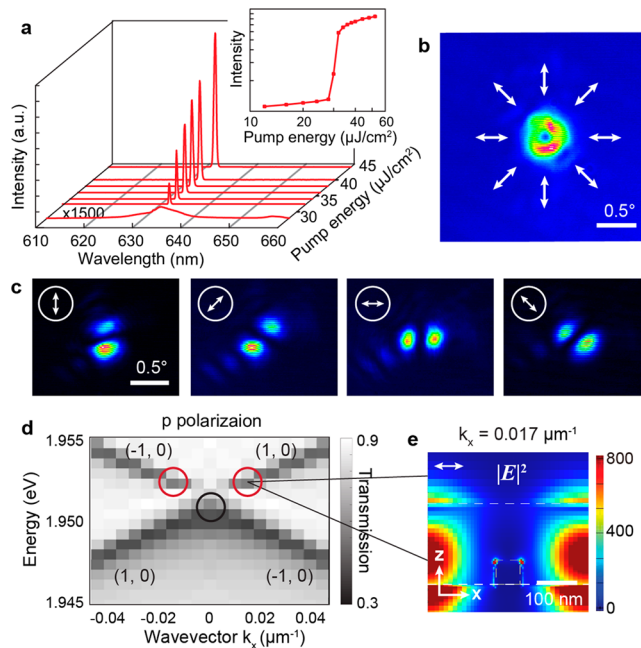 a
Intensity (a.u.)
x1500
610 620 630 640 650 660
Wavelength (nm)
30 35 40 45
Pump energy (µJ/cm²)
Intensity
12 20 40 60
Pump energy (µJ/cm²)
b
0.5°
c
0.5°
d
p polarizaion
(-1, 0) (1, 0)
(1, 0) (-1, 0)
1.955
1.950
1.945
Energy (eV)
-0.04 -0.02 0 0.02 0.04
Wavevector kₓ (µm⁻¹)
0.9
Transmission
0.3
e
kₓ = 0.017 µm⁻¹
|E|²
z
x
100 nm
800
600
400
200
0